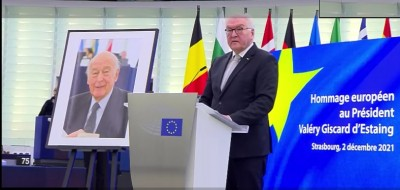 Hommage européen
au Président
Valéry Giscard d'Estaing
Strasbourg, 2 décembre 2021
75